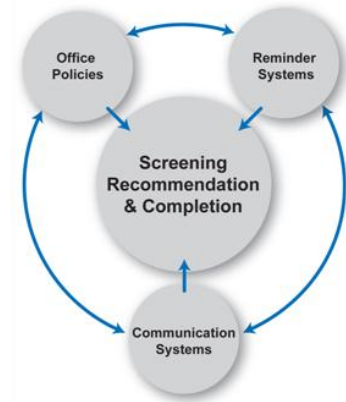 Office
Policies
Reminder
Systems
Screening
Recommendation
& Completion
Communication
Systems